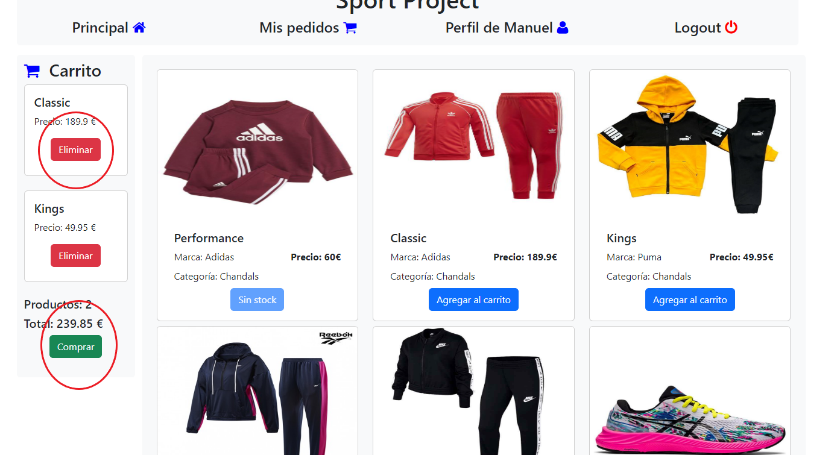 Sport Project
Principal
Mis pedidos
Perfil de Manuel
Logout
Carrito
Classic
Precio: 189.9 €
Eliminar
Kings
Precio: 49.95 €
Eliminar
Productos: 2
Total: 239.85 €
Comprar
adidas
Performance
Marca: Adidas Precio: 60€
Categoría: Chandals
Sin stock
Classic
Marca: Adidas Precio: 189.9€
Categoría: Chandals
Agregar al carrito
PUMA
Kings
Marca: Puma Precio: 49.95€
Categoría: Chandals
Agregar al carrito
Reebok